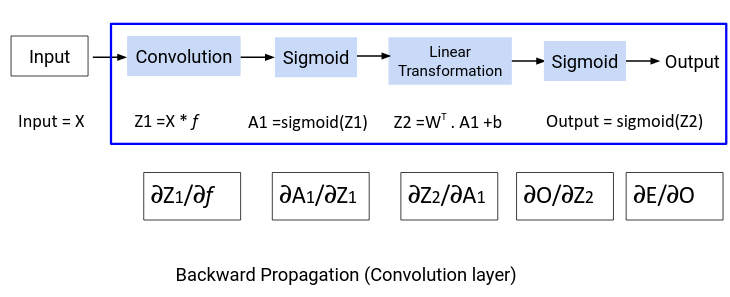 Input
Convolution
Sigmoid
Linear
Transformation
Sigmoid
Output
Input = X
Z1 =X * f
A1 =sigmoid(Z1)
Z2 =Wᵀ . A1 +b
Output = sigmoid(Z2)
∂Z1/∂f
∂A1/∂Z1
∂Z2/∂A1
∂O/∂Z2
∂E/∂O
Backward Propagation (Convolution layer)